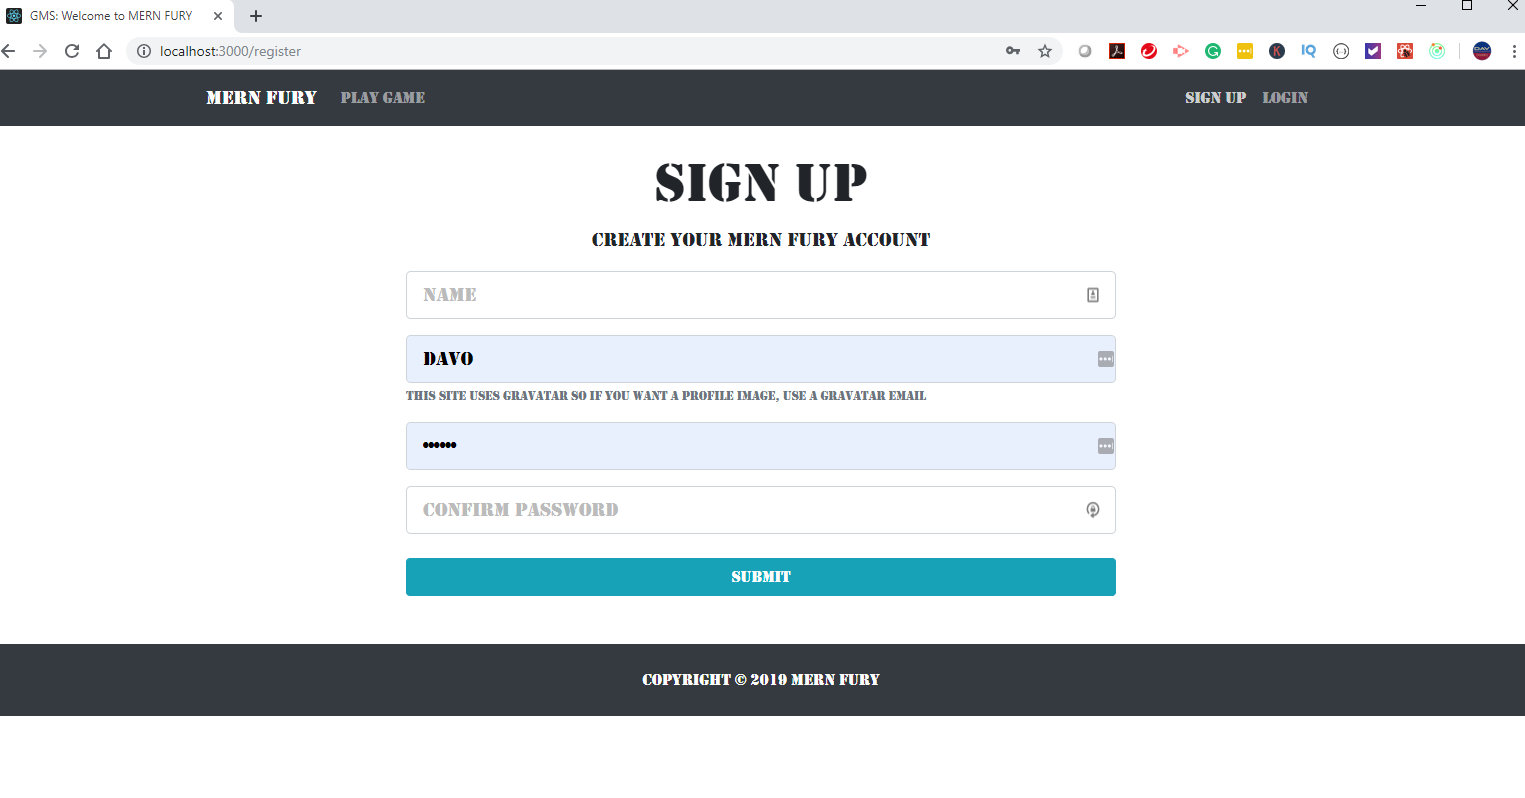 GMS: Welcome to MERN FURY
localhost:3000/register
IQ
MERN FURY PLAY GAME SIGN UP LOGIN
SIGN UP
CREATE YOUR MERN FURY ACCOUNT
NAME
DAVO
THIS SITE USES GRAVATAR SO IF YOU WANT A PROFILE IMAGE, USE A GRAVATAR EMAIL
••••••
CONFIRM PASSWORD
SUBMIT
COPYRIGHT © 2019 MERN FURY